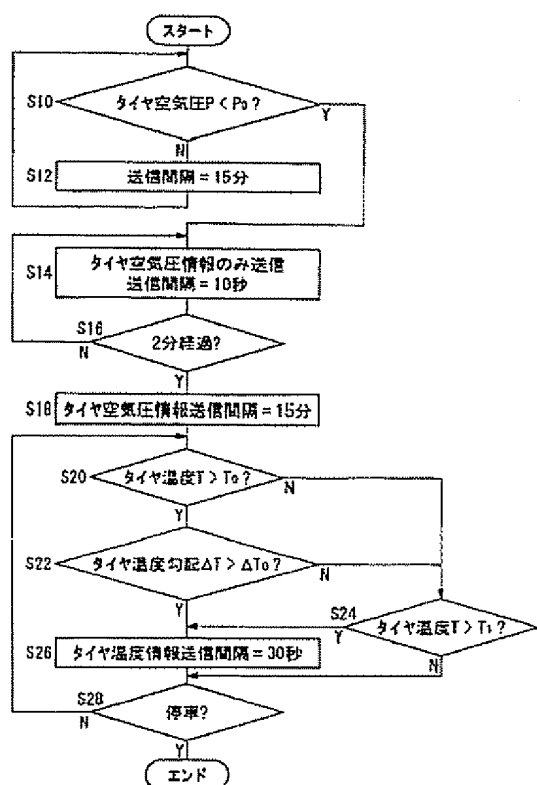 スタート
S10
タイヤ空気圧P < P0?
Y
N
S12
送信間隔 = 15分
S14
タイヤ空気圧情報のみ送信
送信間隔 = 10秒
S16
2分経過?
N
Y
S18
タイヤ空気圧情報送信間隔 = 15分
S20
タイヤ温度T > T0?
N
Y
S22
タイヤ温度勾配ΔT > ΔT0?
N
Y
S24
タイヤ温度T > T1?
Y
N
S26
タイヤ温度情報送信間隔 = 30秒
S28
停車?
N
Y
エンド